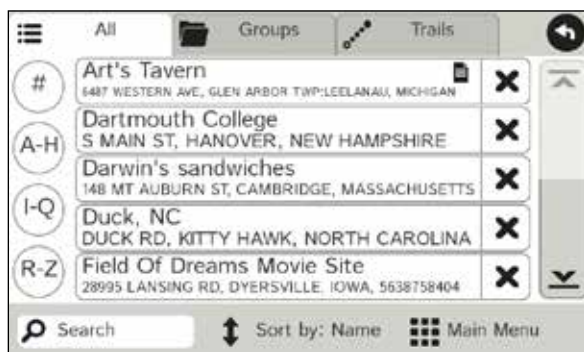 All
Groups
Trails
#
Art's Tavern
6487 WESTERN AVE, GLEN ARBOR TWP:LEELANAU, MICHIGAN
A-H
Dartmouth College
S MAIN ST, HANOVER, NEW HAMPSHIRE
Darwin's sandwiches
148 MT AUBURN ST, CAMBRIDGE, MASSACHUSETTS
I-Q
Duck, NC
DUCK RD, KITTY HAWK, NORTH CAROLINA
R-Z
Field Of Dreams Movie Site
28995 LANSING RD, DYERSVILLE, IOWA, 5638758404
Search
Sort by: Name
Main Menu